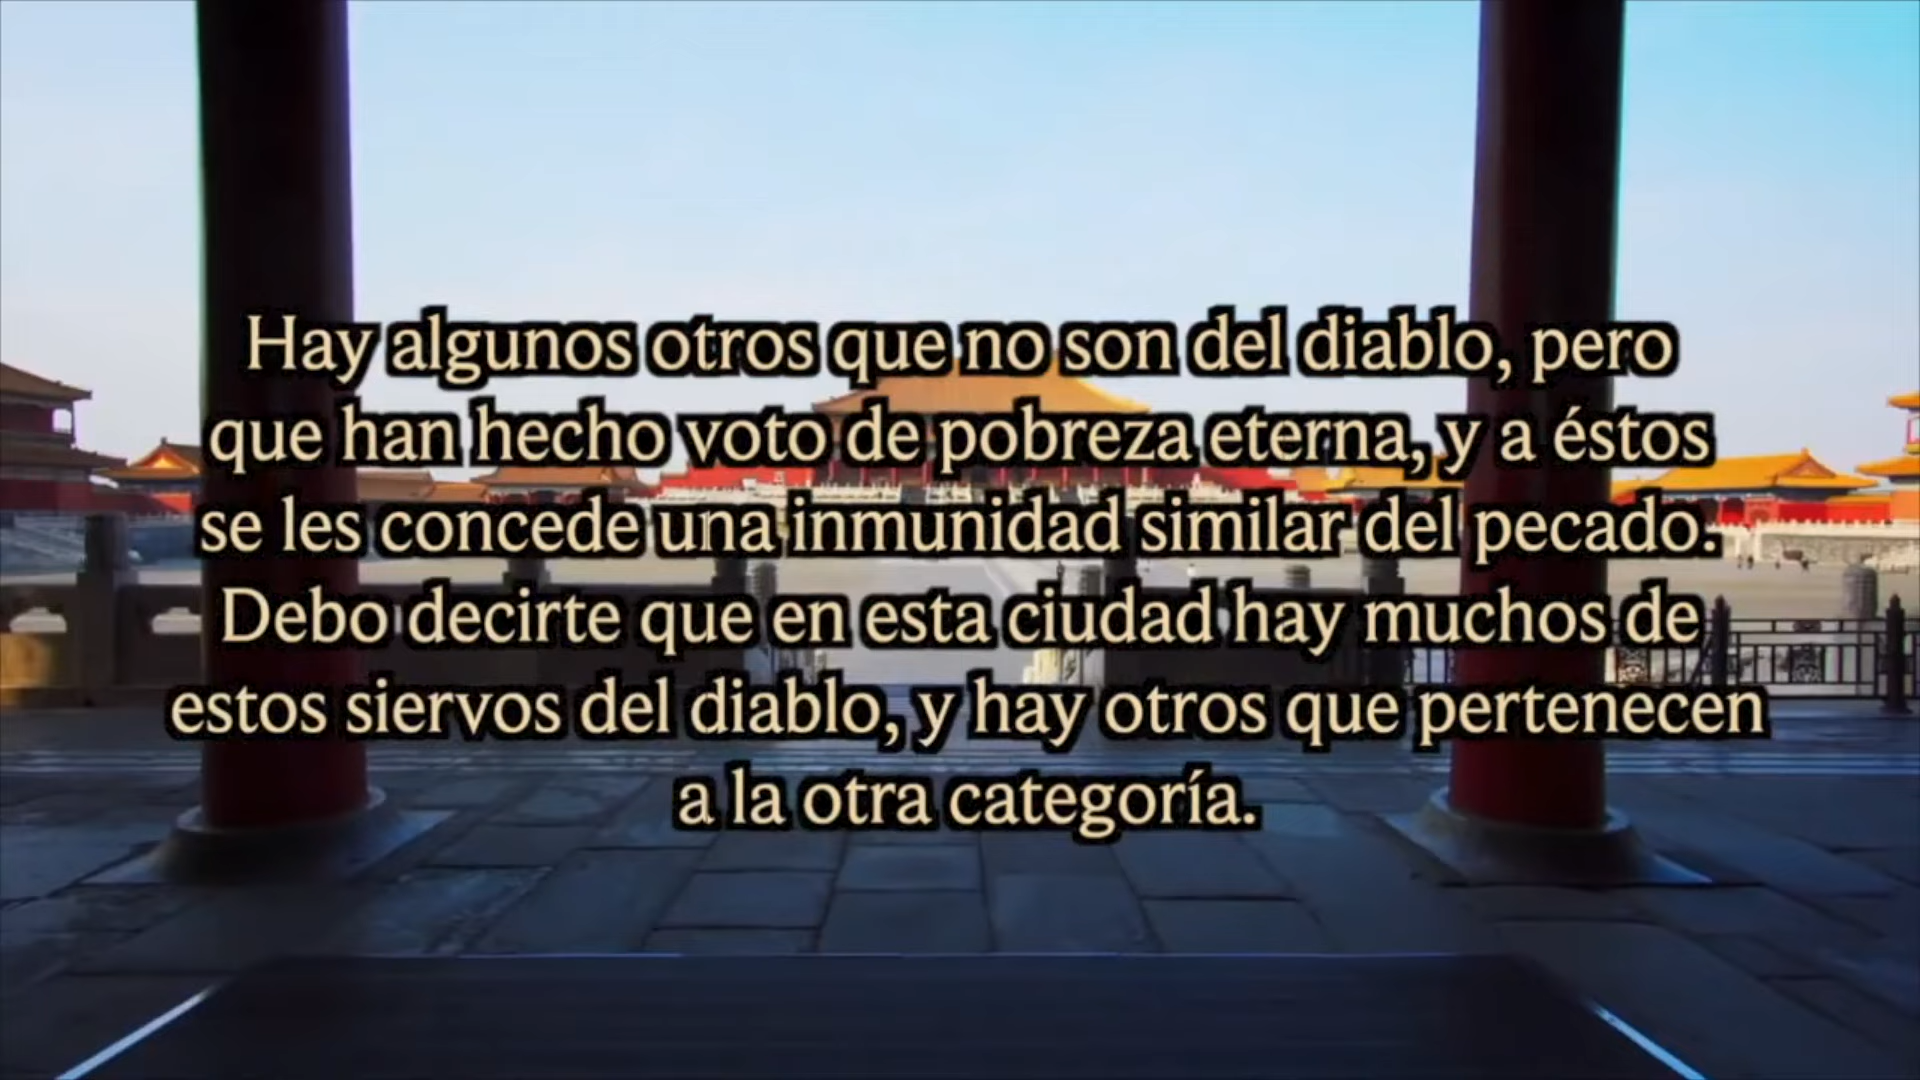 Hay algunos otros que no son del diablo, pero
que han hecho voto de pobreza eterna, y a éstos
se les concede una inmunidad similar del pecado.
Debo decirte que en esta ciudad hay muchos de
estos siervos del diablo, y hay otros que pertenecen
a la otra categoría.